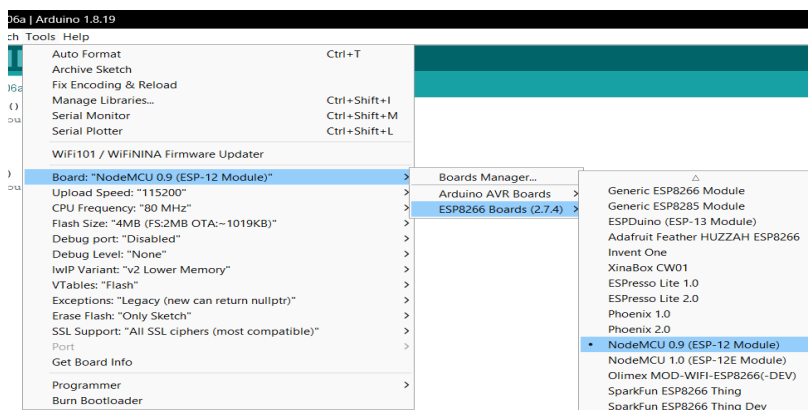 06a | Arduino 1.8.19
ch Tools Help
Auto Format Ctrl+T
Archive Sketch
Fix Encoding & Reload
Manage Libraries... Ctrl+Shift+I
Serial Monitor Ctrl+Shift+M
Serial Plotter Ctrl+Shift+L
WiFi101 / WiFiNINA Firmware Updater
Board: "NodeMCU 0.9 (ESP-12 Module)"
Upload Speed: "115200"
CPU Frequency: "80 MHz"
Flash Size: "4MB (FS:2MB OTA:~1019KB)"
Debug port: "Disabled"
Debug Level: "None"
IwIP Variant: "v2 Lower Memory"
VTables: "Flash"
Exceptions: "Legacy (new can return nullptr)"
Erase Flash: "Only Sketch"
SSL Support: "All SSL ciphers (most compatible)"
Port
Get Board Info
Programmer
Burn Bootloader
Boards Manager...
Arduino AVR Boards
ESP8266 Boards (2.7.4)
Generic ESP8266 Module
Generic ESP8285 Module
ESPDuino (ESP-13 Module)
Adafruit Feather HUZZAH ESP8266
Invent One
XinaBox CW01
ESPresso Lite 1.0
ESPresso Lite 2.0
Phoenix 1.0
Phoenix 2.0
NodeMCU 0.9 (ESP-12 Module)
NodeMCU 1.0 (ESP-12E Module)
Olimex MOD-WIFI-ESP8266(-DEV)
SparkFun ESP8266 Thing
SparkFun ESP8266 Thing Dev